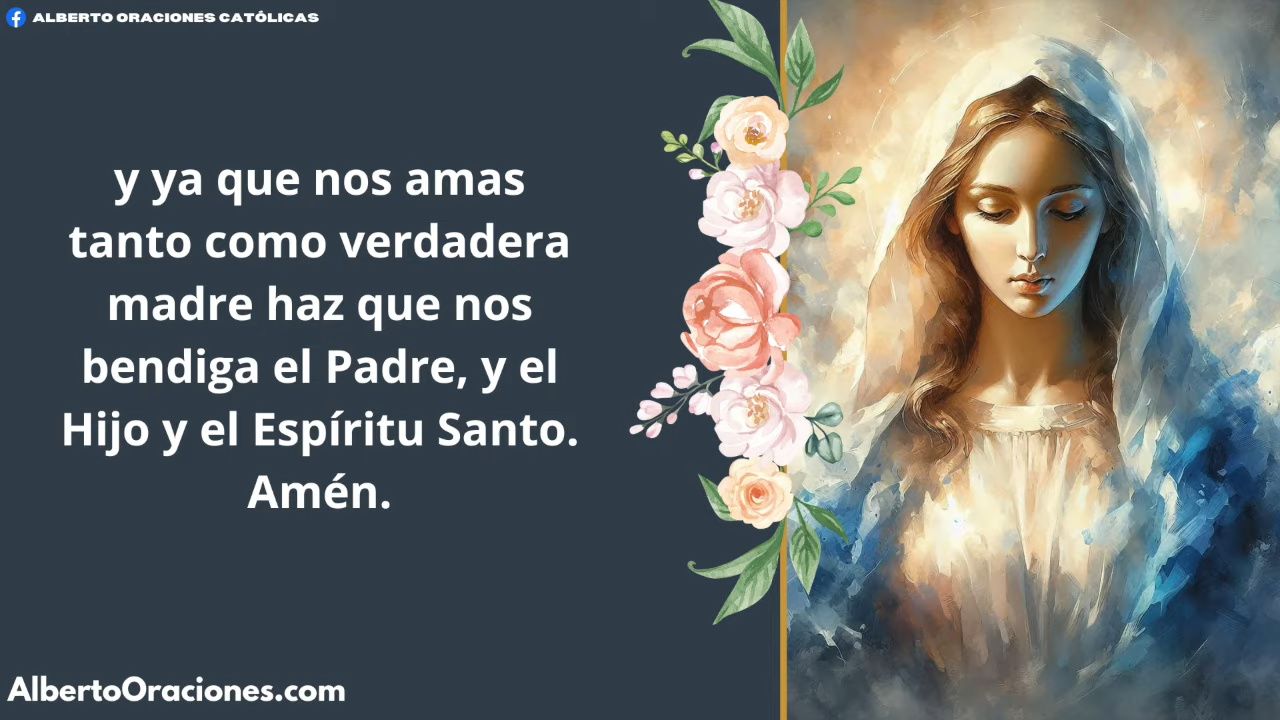 ALBERTO ORACIONES CATÓLICAS
y ya que nos amas
tanto como verdadera
madre haz que nos
bendiga el Padre, y el
Hijo y el Espíritu Santo.
Amén.
AlbertoOraciones.com